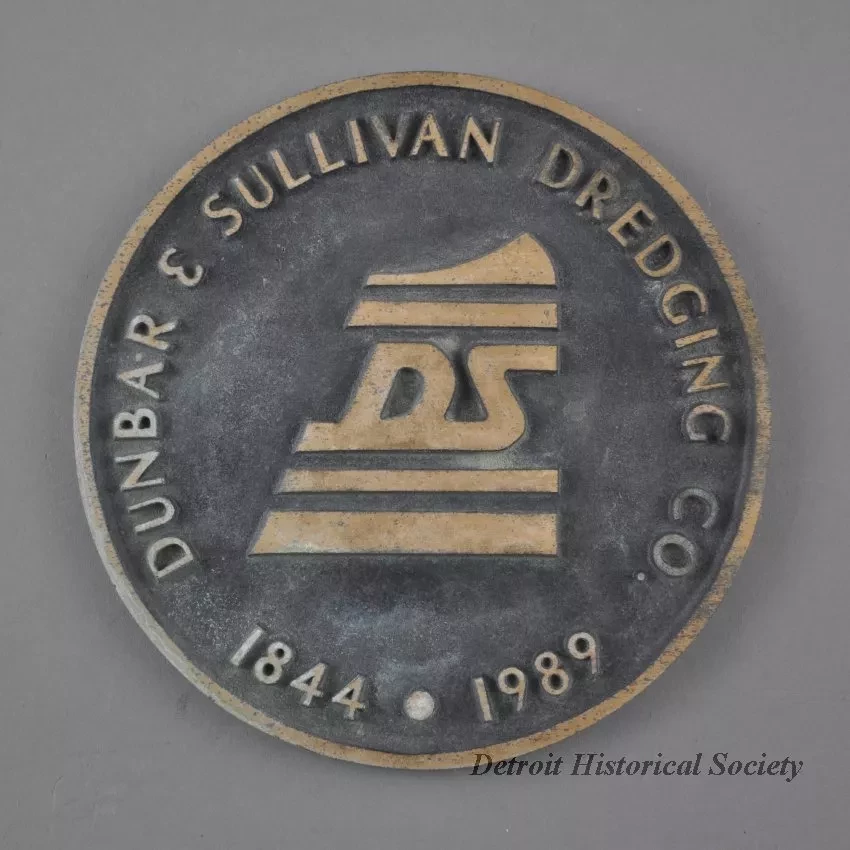 DUNBAR & SULLIVAN DREDGING CO.
DS
1844 • 1989
Detroit Historical Society